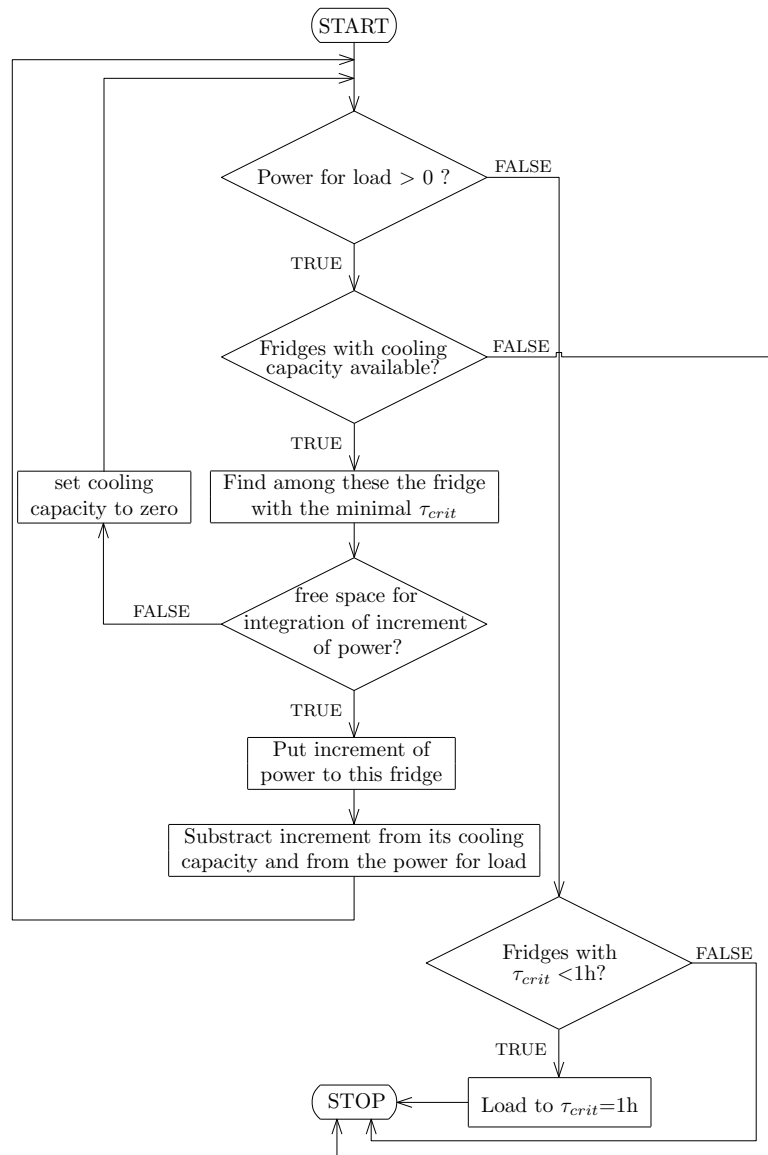 START
Power for load > 0 ?
FALSE
TRUE
Fridges with cooling
capacity available?
FALSE
TRUE
set cooling
capacity to zero
Find among these the fridge
with the minimal τcrit
free space for
integration of increment
of power?
FALSE
TRUE
Put increment of
power to this fridge
Substract increment from its cooling
capacity and from the power for load
Fridges with
τcrit <1h?
FALSE
TRUE
Load to τcrit=1h
STOP